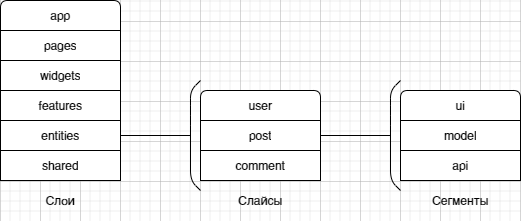 app
pages
widgets
features
entities
shared
Слои
user
post
comment
Слайсы
ui
model
api
Сегменты